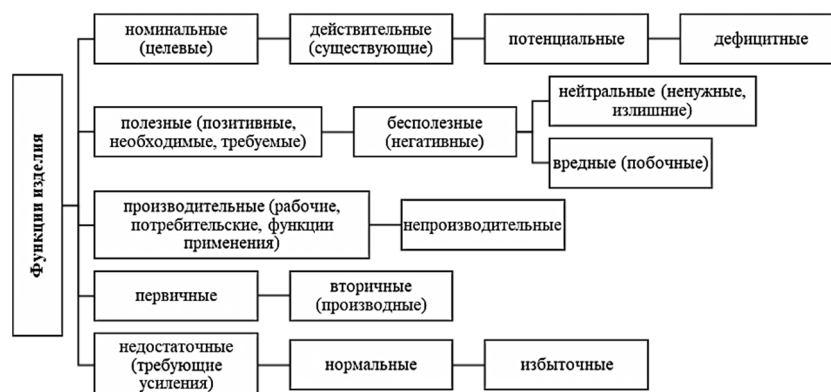 Функции изделия
номинальные
(целевые)
действительные
(существующие)
потенциальные
дефицитные
полезные (позитивные,
необходимые, требуемые)
бесполезные
(негативные)
нейтральные (ненужные,
излишние)
вредные (побочные)
производительные (рабочие,
потребительские, функции
применения)
непроизводительные
первичные
вторичные
(производные)
недостаточные
(требующие
усиления)
нормальные
избыточные